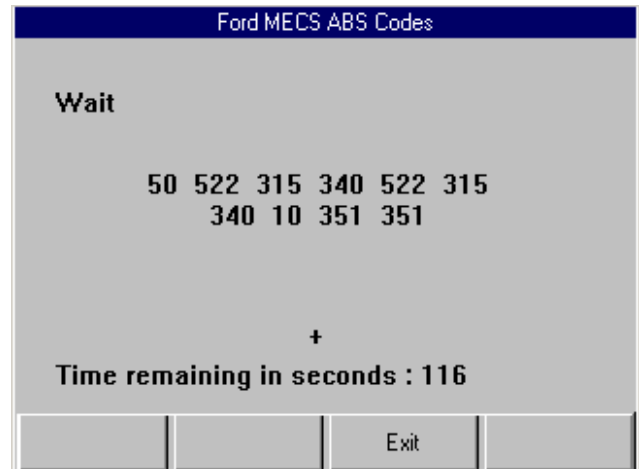 Ford MECS ABS Codes
Wait
50 522 315 340 522 315
340 10 351 351
+
Time remaining in seconds : 116
Exit